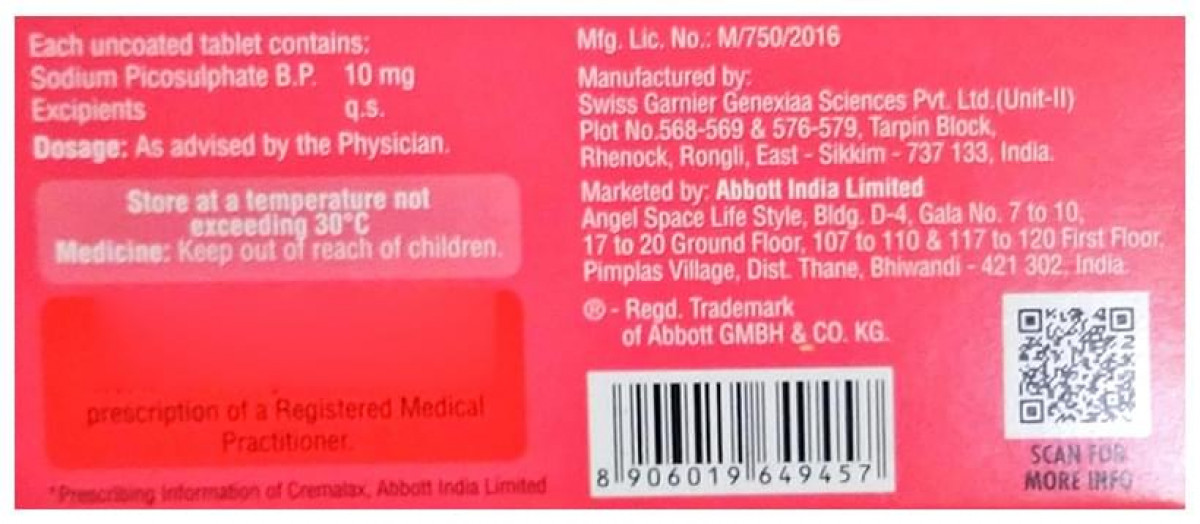 Each uncoated tablet contains:
Sodium Picosulphate B.P. 10 mg
Excipients q.s.
Dosage: As advised by the Physician.
Store at a temperature not
exceeding 30°C
Medicine: Keep out of reach of children.
prescription of a Registered Medical
Practitioner.
*Prescribing Information of Cremalax, Abbott India Limited
Mfg. Lic. No.: M/750/2016
Manufactured by:
Swiss Garnier Genexiaa Sciences Pvt. Ltd.(Unit-II)
Plot No.568-569 & 576-579, Tarpin Block,
Rhenock, Rongli, East - Sikkim - 737 133, India.
Marketed by: Abbott India Limited
Angel Space Life Style, Bldg. D-4, Gala No. 7 to 10,
17 to 20 Ground Floor, 107 to 110 & 117 to 120 First Floor,
Pimplas Village, Dist. Thane, Bhiwandi - 421 302, India.
® - Regd. Trademark
of Abbott GMBH & CO. KG.
8 906019 649457
SCAN FOR
MORE INFO